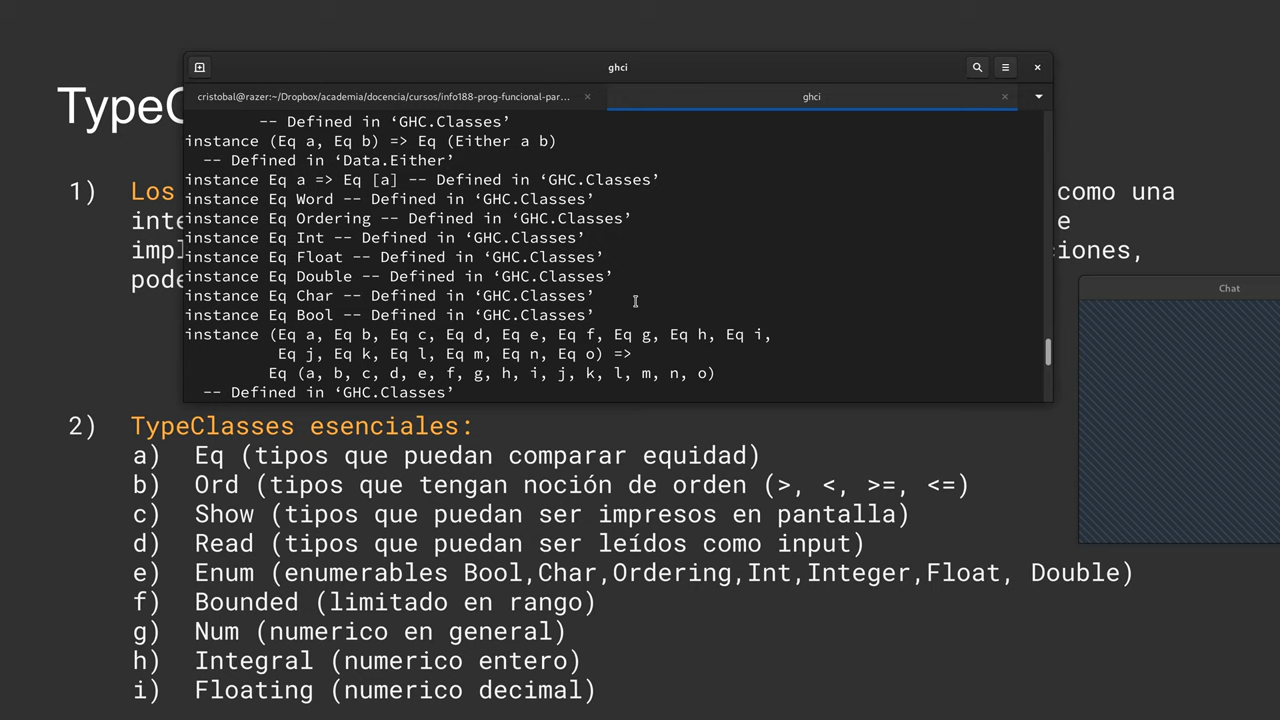 ghci
cristobal@razer:~/Dropbox/academia/docencia/cursos/info188-prog-funcional-par…
ghci
-- Defined in ‘GHC.Classes’
instance (Eq a, Eq b) => Eq (Either a b)
-- Defined in ‘Data.Either’
instance Eq a => Eq [a] -- Defined in ‘GHC.Classes’
instance Eq Word -- Defined in ‘GHC.Classes’
instance Eq Ordering -- Defined in ‘GHC.Classes’
instance Eq Int -- Defined in ‘GHC.Classes’
instance Eq Float -- Defined in ‘GHC.Classes’
instance Eq Double -- Defined in ‘GHC.Classes’
instance Eq Char -- Defined in ‘GHC.Classes’
instance Eq Bool -- Defined in ‘GHC.Classes’
instance (Eq a, Eq b, Eq c, Eq d, Eq e, Eq f, Eq g, Eq h, Eq i,
Eq j, Eq k, Eq l, Eq m, Eq n, Eq o) =>
Eq (a, b, c, d, e, f, g, h, i, j, k, l, m, n, o)
-- Defined in ‘GHC.Classes’
TypeC
1) Los como una
inte e
impl ciones,
pode
Chat
2) TypeClasses esenciales:
a) Eq (tipos que puedan comparar equidad)
b) Ord (tipos que tengan noción de orden (>, <, >=, <=)
c) Show (tipos que puedan ser impresos en pantalla)
d) Read (tipos que puedan ser leídos como input)
e) Enum (enumerables Bool,Char,Ordering,Int,Integer,Float, Double)
f) Bounded (limitado en rango)
g) Num (numerico en general)
h) Integral (numerico entero)
i) Floating (numerico decimal)